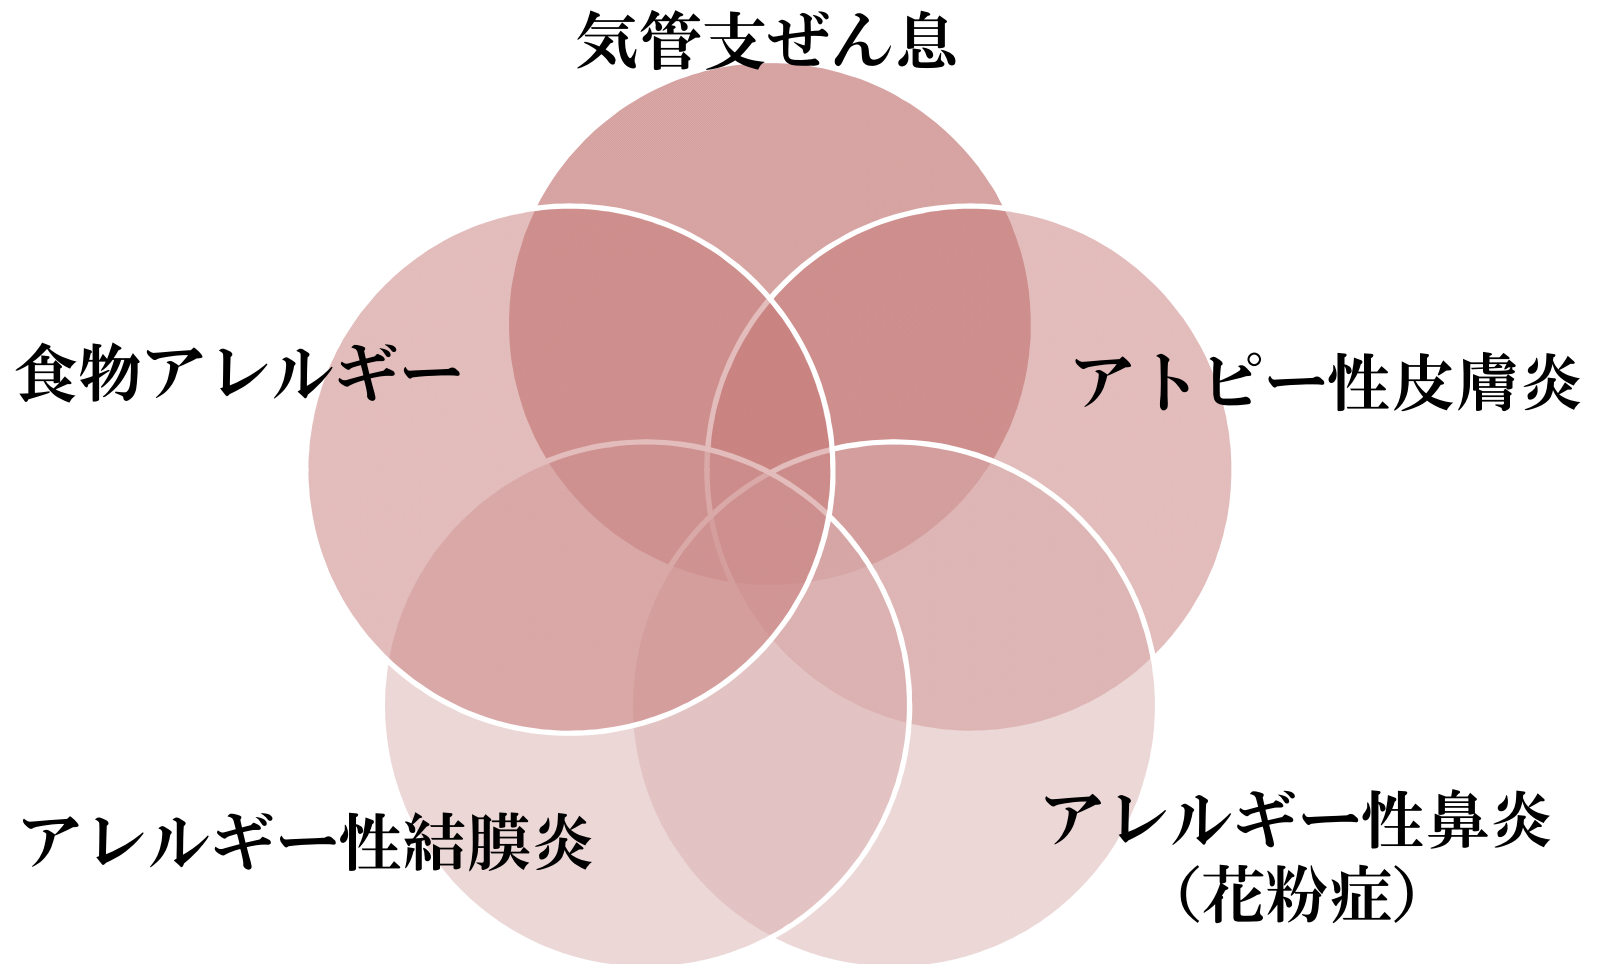 気管支ぜん息
食物アレルギー
アトピー性皮膚炎
アレルギー性結膜炎
アレルギー性鼻炎
（花粉症）